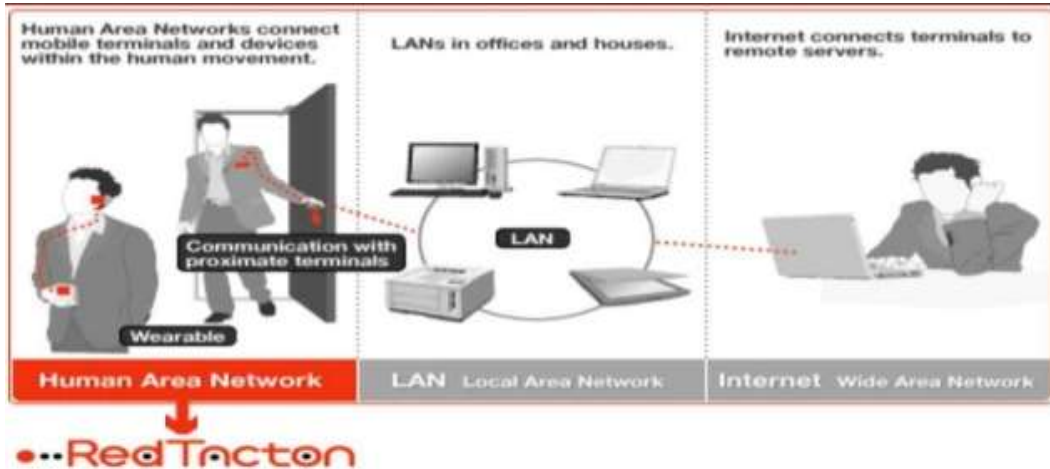 Human Area Networks connect
mobile terminals and devices
within the human movement.
LANs in offices and houses.
Internet connects terminals to
remote servers.
Communication with
proximate terminals
Wearable
LAN
Human Area Network
LAN Local Area Network
Internet Wide Area Network
RedTacton